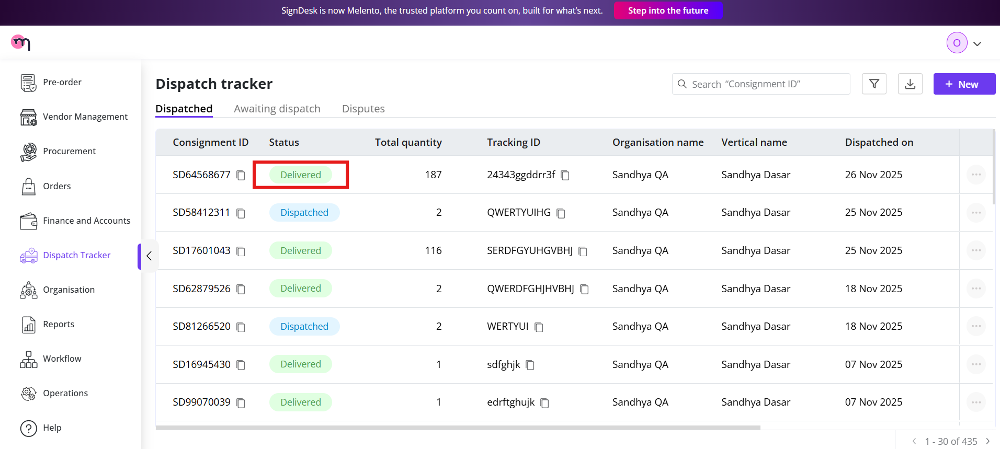 SignDesk is now Melento, the trusted platform you count on, built for what's next. Step into the future
m
O
Pre-order
Vendor Management
Procurement
Orders
Finance and Accounts
Dispatch Tracker
Organisation
Reports
Workflow
Operations
Help
Dispatch tracker
Search "Consignment ID"
+ New
Dispatched Awaiting dispatch Disputes
Consignment ID Status Total quantity Tracking ID Organisation name Vertical name Dispatched on
SD64568677 Delivered 187 24343ggddrr3f Sandhya QA Sandhya Dasar 26 Nov 2025
SD58412311 Dispatched 2 QWERTYUIHG Sandhya QA Sandhya Dasar 25 Nov 2025
SD17601043 Delivered 116 SERDFGYUHGVBHJ Sandhya QA Sandhya Dasar 25 Nov 2025
SD62879526 Delivered 2 QWERDFGHJHVBHJ Sandhya QA Sandhya Dasar 18 Nov 2025
SD81266520 Dispatched 2 WERTYUI Sandhya QA Sandhya Dasar 18 Nov 2025
SD16945430 Delivered 1 sdfghjk Sandhya QA Sandhya Dasar 07 Nov 2025
SD99070039 Delivered 1 edrftghujk Sandhya QA Sandhya Dasar 07 Nov 2025
1 - 30 of 435